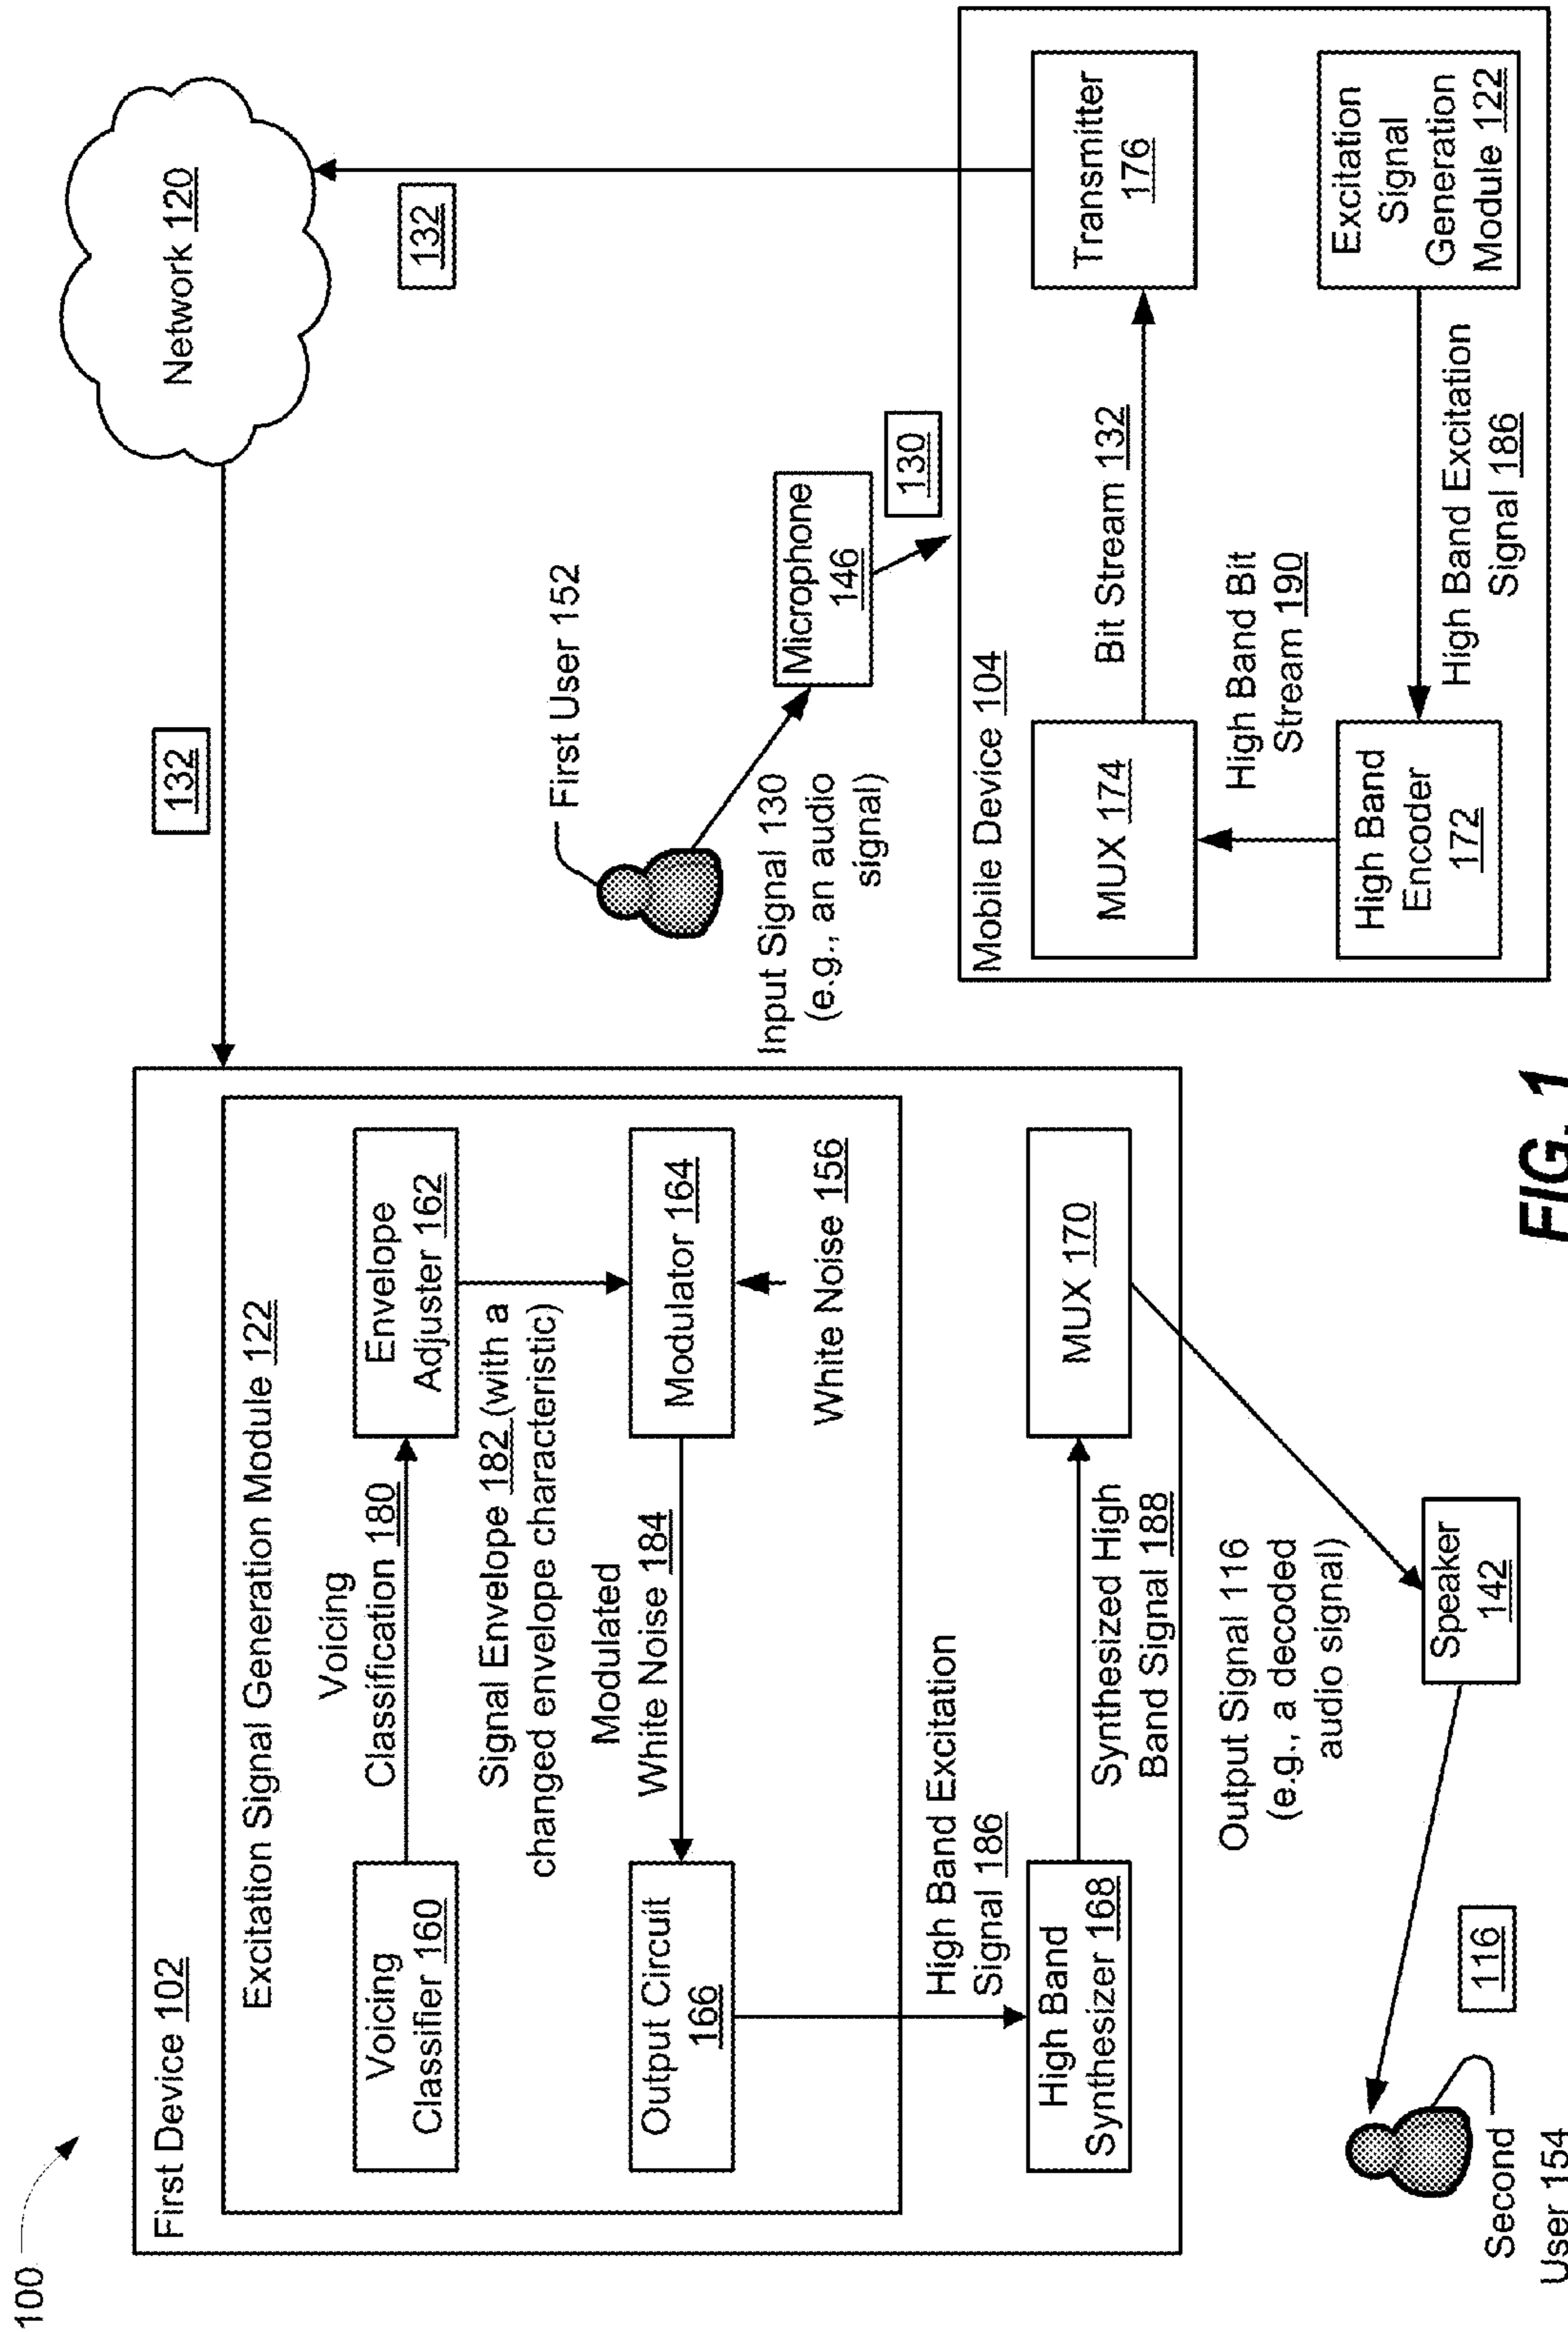 100
First Device 102
Excitation Signal Generation Module 122
Voicing
Classifier 160
Voicing
Classification 180
Envelope
Adjuster 162
Signal Envelope 182 (with a
changed envelope characteristic)
Output Circuit
166
Modulated
White Noise 184
Modulator 164
White Noise 156
High Band Excitation
Signal 186
High Band
Synthesizer 168
Synthesized High
Band Signal 188
MUX 170
Output Signal 116
(e.g., a decoded
audio signal)
Speaker
142
116
Second
User 154
132
Network 120
132
First User 152
Input Signal 130
(e.g., an audio
signal)
Microphone
146
130
Mobile Device 104
MUX 174
Bit Stream 132
Transmitter
176
High Band Bit
Stream 190
High Band
Encoder
172
High Band Excitation
Signal 186
Excitation
Signal
Generation
Module 122
FIG. 1